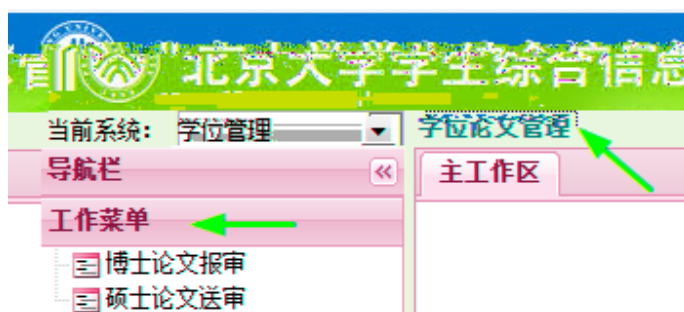 北京大学学生综合信息
当前系统： 学位管理 学位论文管理
导航栏 主工作区
工作菜单
博士论文报审
硕士论文送审